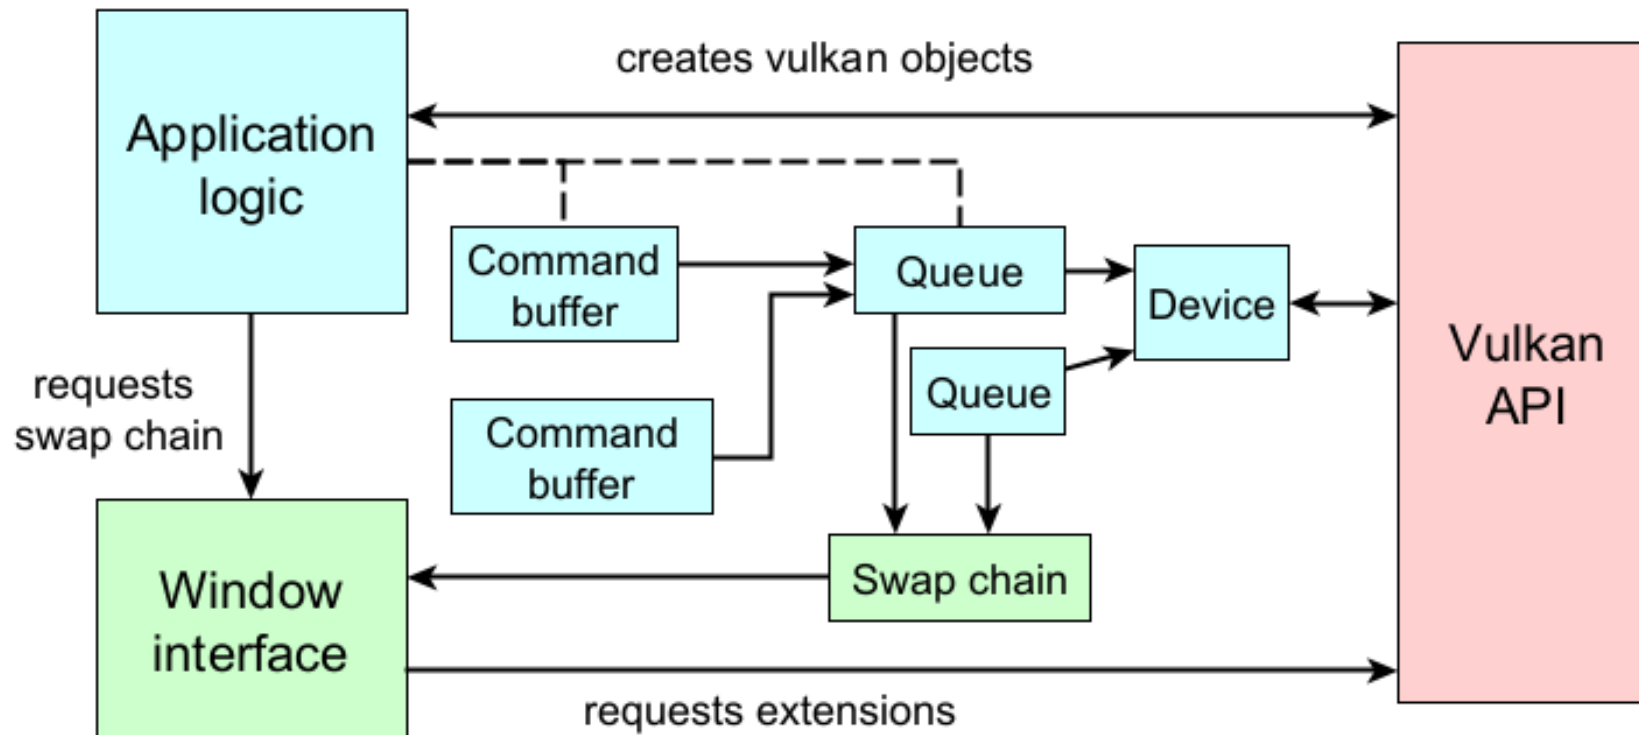 creates vulkan objects
Application
logic
Command
buffer
Queue
Device
Vulkan
API
requests
swap chain
Queue
Command
buffer
Swap chain
Window
interface
requests extensions